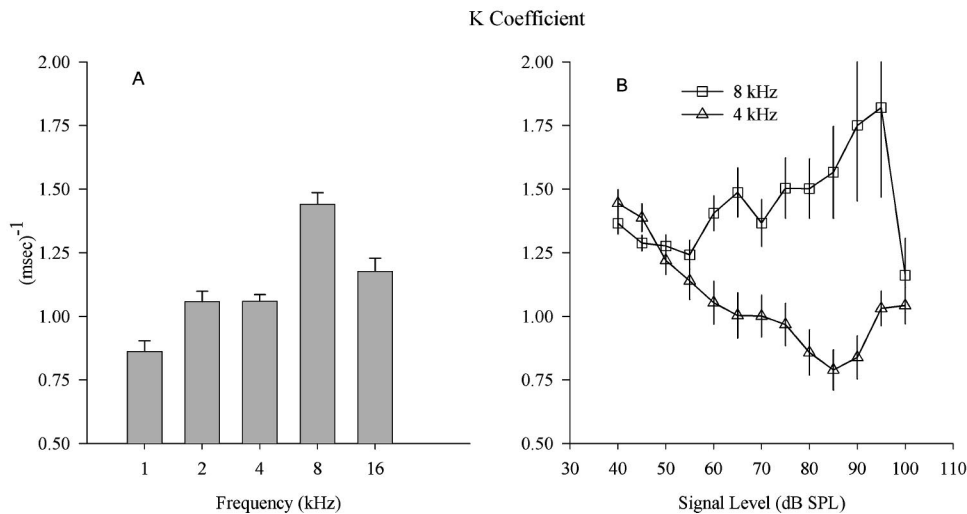 K Coefficient
A
2.00
1.75
1.50
1.25
1.00
0.75
0.50
(msec)-1
1 2 4 8 16
Frequency (kHz)
B
8 kHz
4 kHz
2.00
1.75
1.50
1.25
1.00
0.75
0.50
30 40 50 60 70 80 90 100 110
Signal Level (dB SPL)